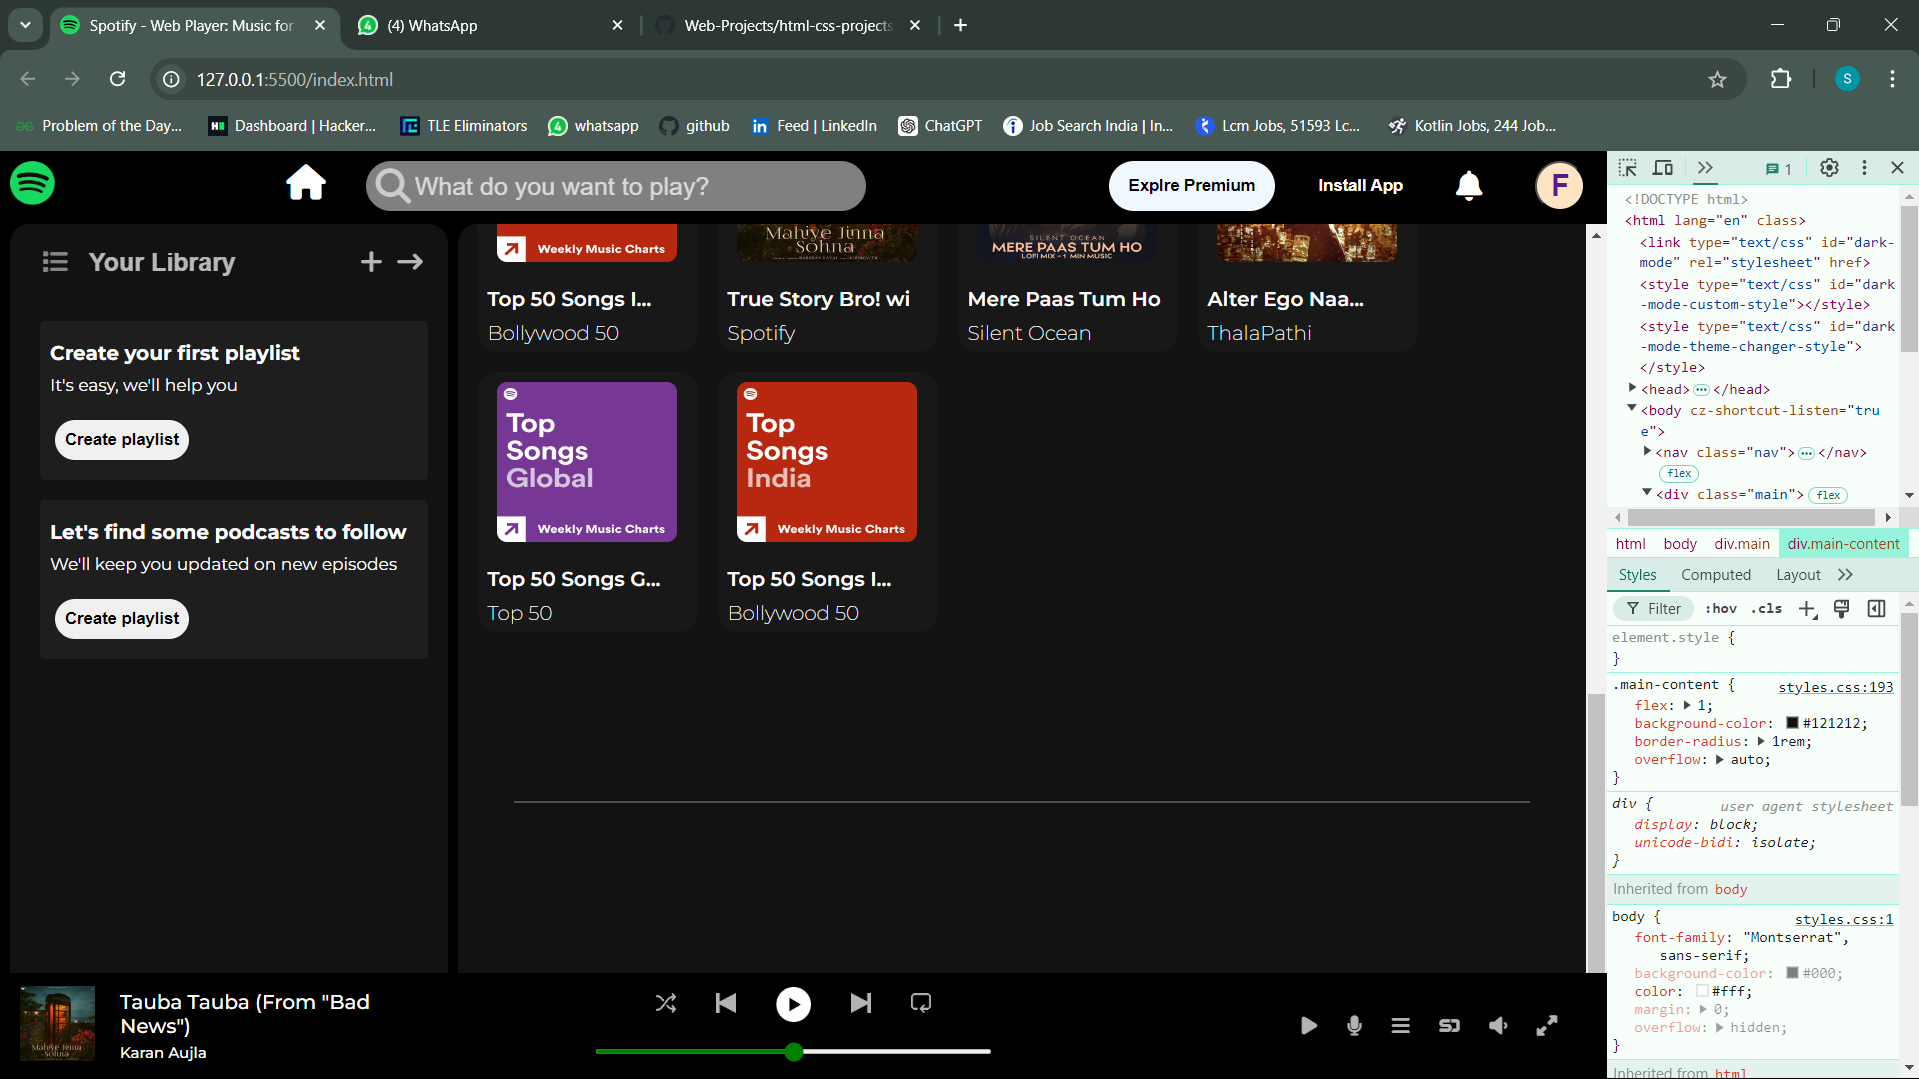 Spotify - Web Player: Music for
(4) WhatsApp
Web-Projects/html-css-projects
127.0.0.1:5500/index.html
S
Problem of the Day...
Dashboard | Hacker...
TLE Eliminators
whatsapp
github
Feed | LinkedIn
ChatGPT
Job Search India | In...
Lcm Jobs, 51593 Lc...
Kotlin Jobs, 244 Job...
What do you want to play?
Explre Premium
Install App
F
Your Library
Create your first playlist
It's easy, we'll help you
Create playlist
Let's find some podcasts to follow
We'll keep you updated on new episodes
Create playlist
Weekly Music Charts
Top 50 Songs I...
Bollywood 50
Mahiye Jinna
Sohna
True Story Bro! wi
Spotify
SILENT OCEAN
MERE PAAS TUM HO
LOFI MIX - 1 MIN MUSIC
Mere Paas Tum Ho
Silent Ocean
Alter Ego Naa...
ThalaPathi
Top
Songs
Global
Weekly Music Charts
Top 50 Songs G...
Top 50
Top
Songs
India
Weekly Music Charts
Top 50 Songs I...
Bollywood 50
Mahiye Jinna
Sohna
Tauba Tauba (From "Bad
News")
Karan Aujla
1
<!DOCTYPE html>
<html lang="en" class>
<link type="text/css" id="dark-
mode" rel="stylesheet" href>
<style type="text/css" id="dark
-mode-custom-style"></style>
<style type="text/css" id="dark
-mode-theme-changer-style">
</style>
<head>…</head>
<body cz-shortcut-listen="tru
e">
<nav class="nav">…</nav>
flex
<div class="main"> flex
html body div.main div.main-content
Styles Computed Layout
Filter :hov .cls
element.style {
}
.main-content { styles.css:193
flex: 1;
background-color: #121212;
border-radius: 1rem;
overflow: auto;
}
div { user agent stylesheet
display: block;
unicode-bidi: isolate;
}
Inherited from body
body { styles.css:1
font-family: "Montserrat",
sans-serif;
background-color: #000;
color: #fff;
margin: 0;
overflow: hidden;
}
Inherited from html